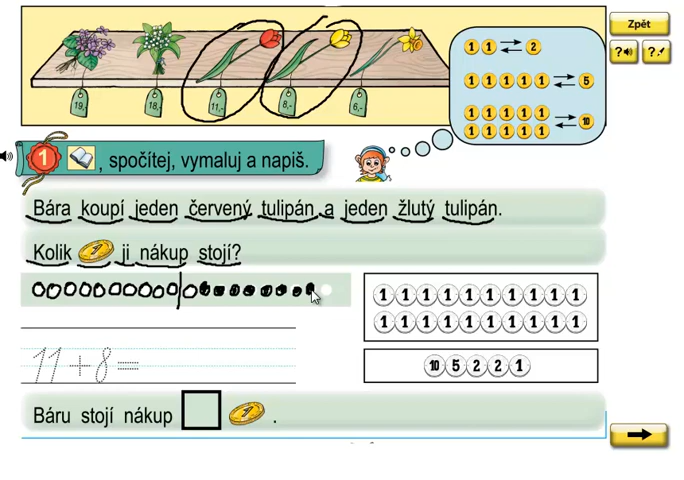 Zpět
19,-
18,-
11,-
8,-
6,-
1 1 2
1 1 1 1 1 5
1 1 1 1 1
1 1 1 1 1 10
? ?
1 , spočítej, vymaluj a napiš.
Bára koupí jeden červený tulipán a jeden žlutý tulipán.
Kolik 1 ji nákup stojí?
1 1 1 1 1 1 1 1 1 1
1 1 1 1 1 1 1 1 1 1
11+8=
10 5 2 2 1
Báru stojí nákup 1 .